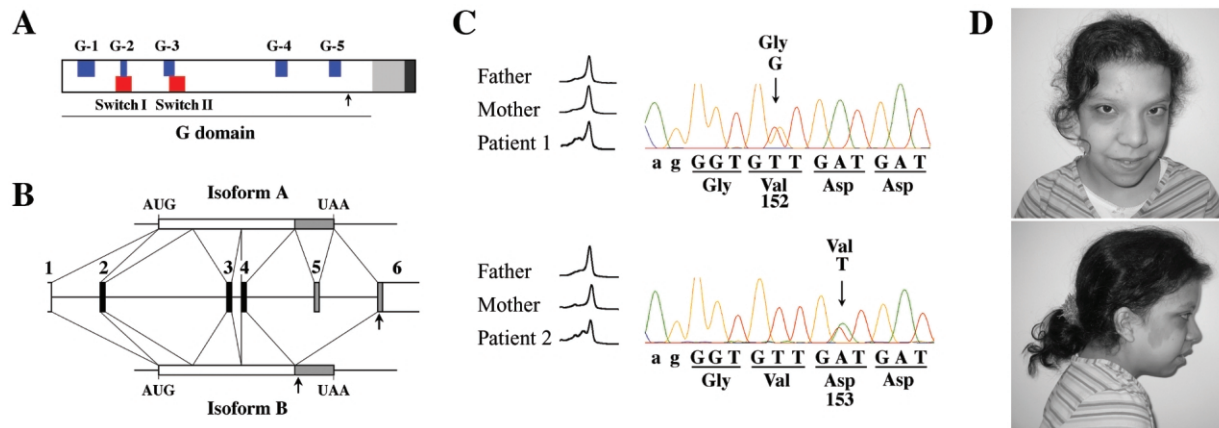 A
G-1 G-2 G-3 G-4 G-5
Switch I Switch II
G domain
B
Isoform A
AUG UAA
1 2 3 4 5 6
AUG UAA
Isoform B
C
Gly
G
Father
Mother
Patient 1
a g G G T G T T G A T G A T
Gly Val Asp Asp
152
Val
T
Father
Mother
Patient 2
a g G G T G T T G A T G A T
Gly Val Asp Asp
153
D